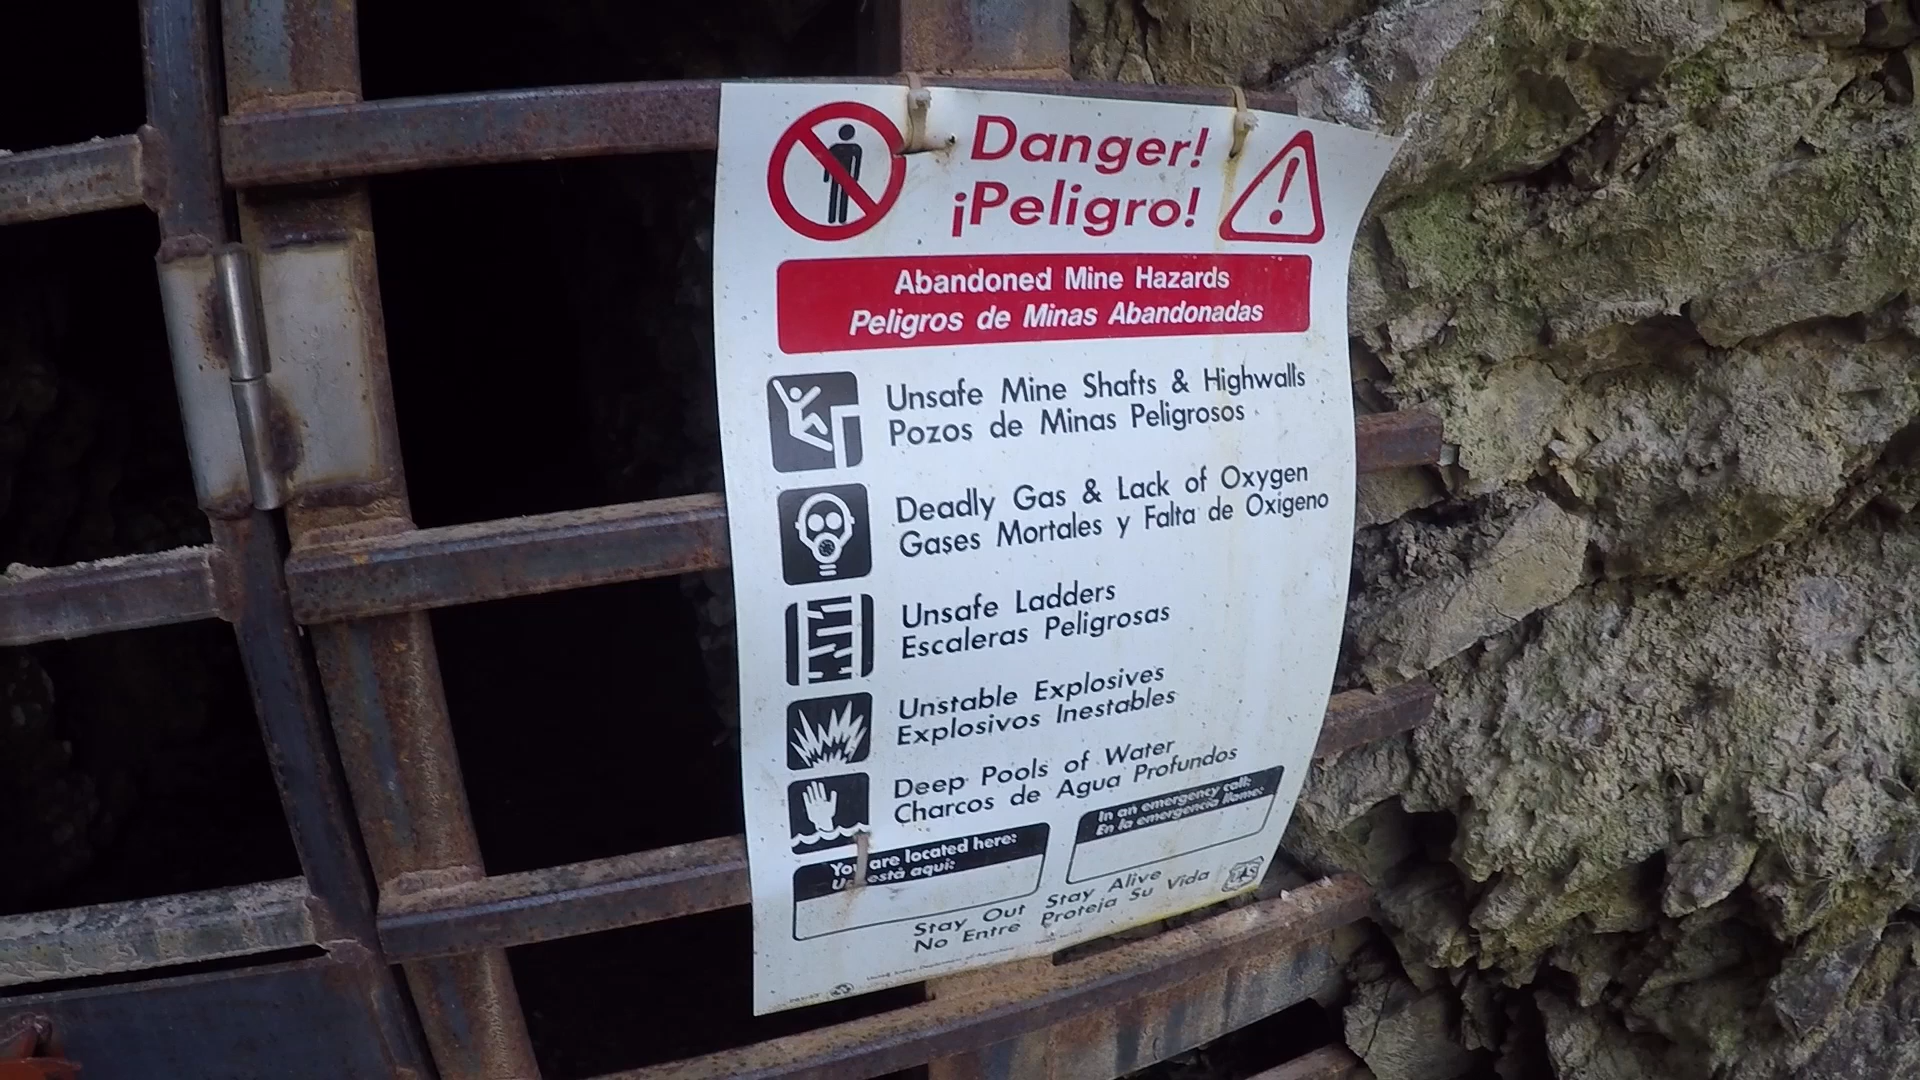 Danger!
¡Peligro!
Abandoned Mine Hazards
Peligros de Minas Abandonadas
Unsafe Mine Shafts & Highwalls
Pozos de Minas Peligrosos
Deadly Gas & Lack of Oxygen
Gases Mortales y Falta de Oxigeno
Unsafe Ladders
Escaleras Peligrosas
Unstable Explosives
Explosivos Inestables
Deep Pools of Water
Charcos de Agua Profundos
You are located here:
está aqui:
In an emergency call:
En la emergencia llame:
Stay Out Stay Alive
No Entre Proteja Su Vida